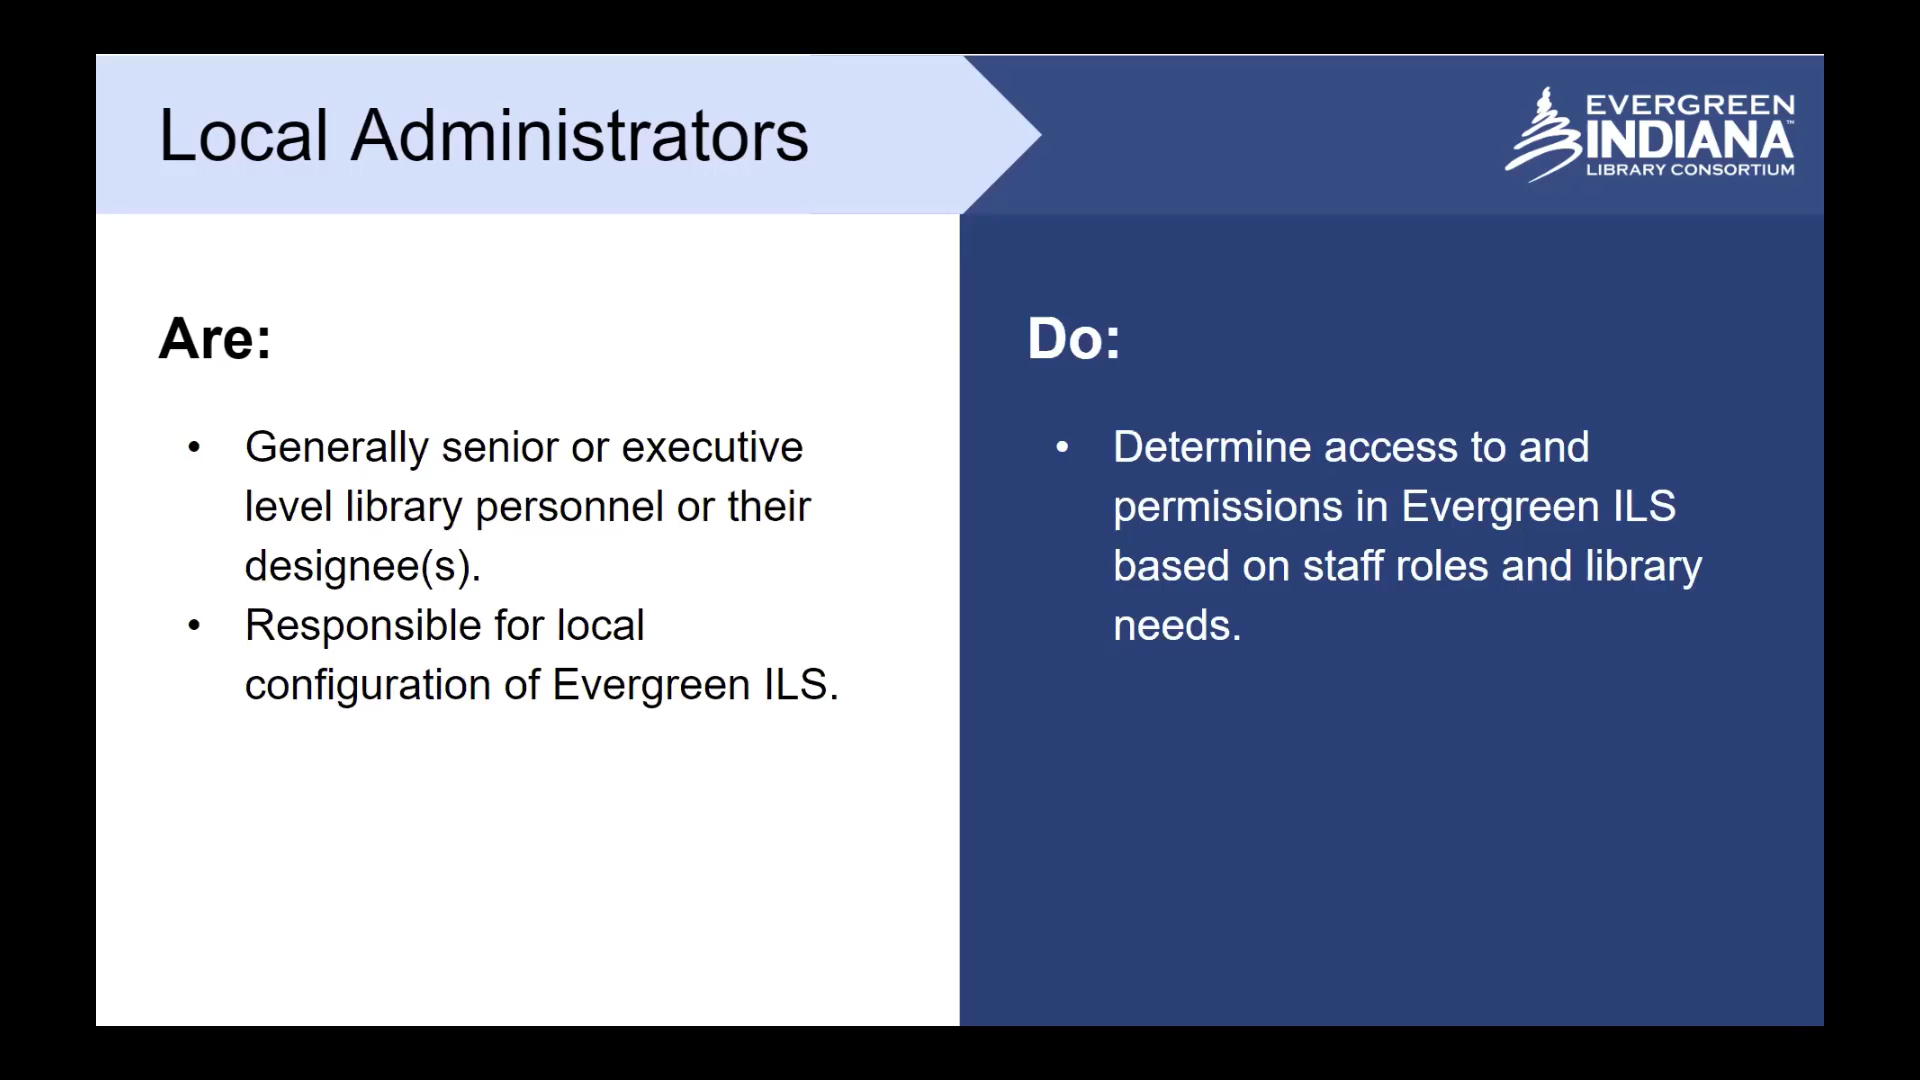 Local Administrators
EVERGREEN
INDIANA™
LIBRARY CONSORTIUM
Are:
• Generally senior or executive
level library personnel or their
designee(s).
• Responsible for local
configuration of Evergreen ILS.
Do:
• Determine access to and
permissions in Evergreen ILS
based on staff roles and library
needs.